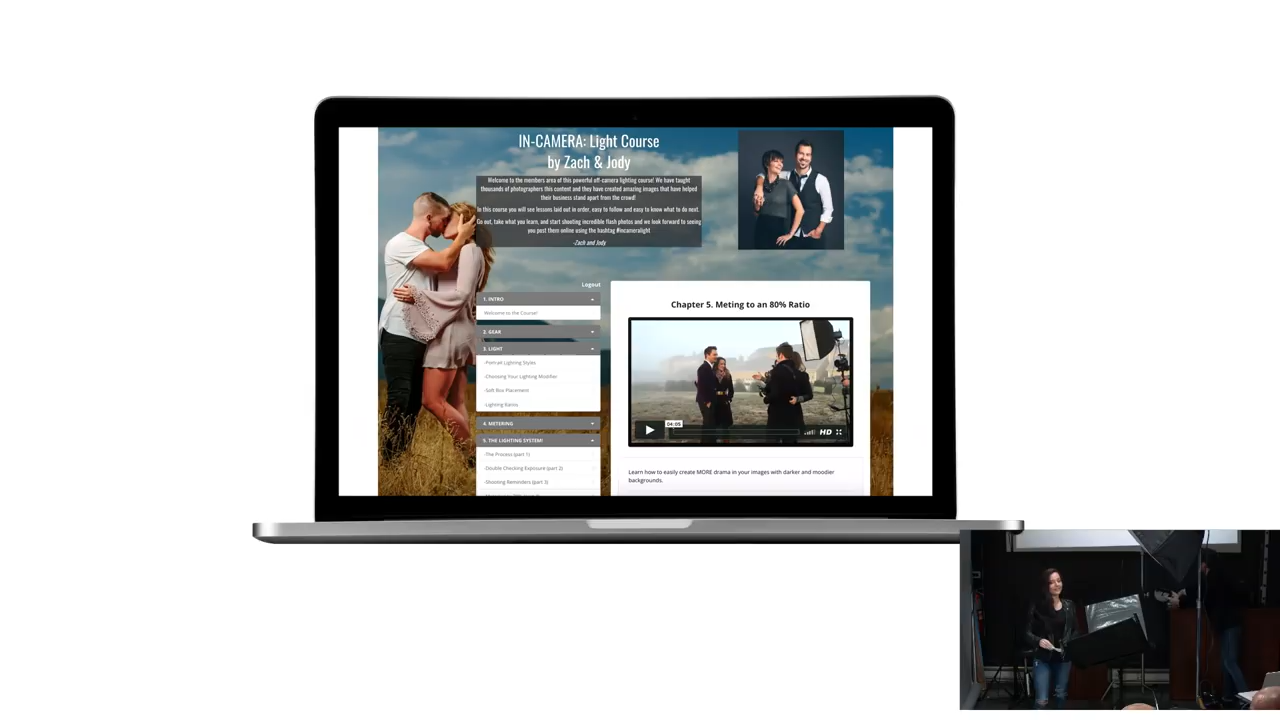 IN-CAMERA: Light Course
by Zach & Jody
Welcome to the members area of this powerful off-camera lighting course! We have taught
thousands of photographers this content and they have created amazing images that have helped
their business stand apart from the crowd!
In this course you will see lessons laid out in order, easy to follow and easy to know what to do next.
Go out, take what you learn, and start shooting incredible flash photos and we look forward to seeing
you post them online using the hashtag #incameralight
-Zach and Jody
Logout
1. INTRO
Welcome to the Course!
2. GEAR
3. LIGHT
-Portrait Lighting Styles
-Choosing Your Lighting Modifier
-Soft Box Placement
-Lighting Ratios
4. METERING
5. THE LIGHTING SYSTEM!
-The Process (part 1)
-Double Checking Exposure (part 2)
-Shooting Reminders (part 3)
Chapter 5. Meting to an 80% Ratio
04:05
HD
Learn how to easily create MORE drama in your images with darker and moodier
backgrounds.